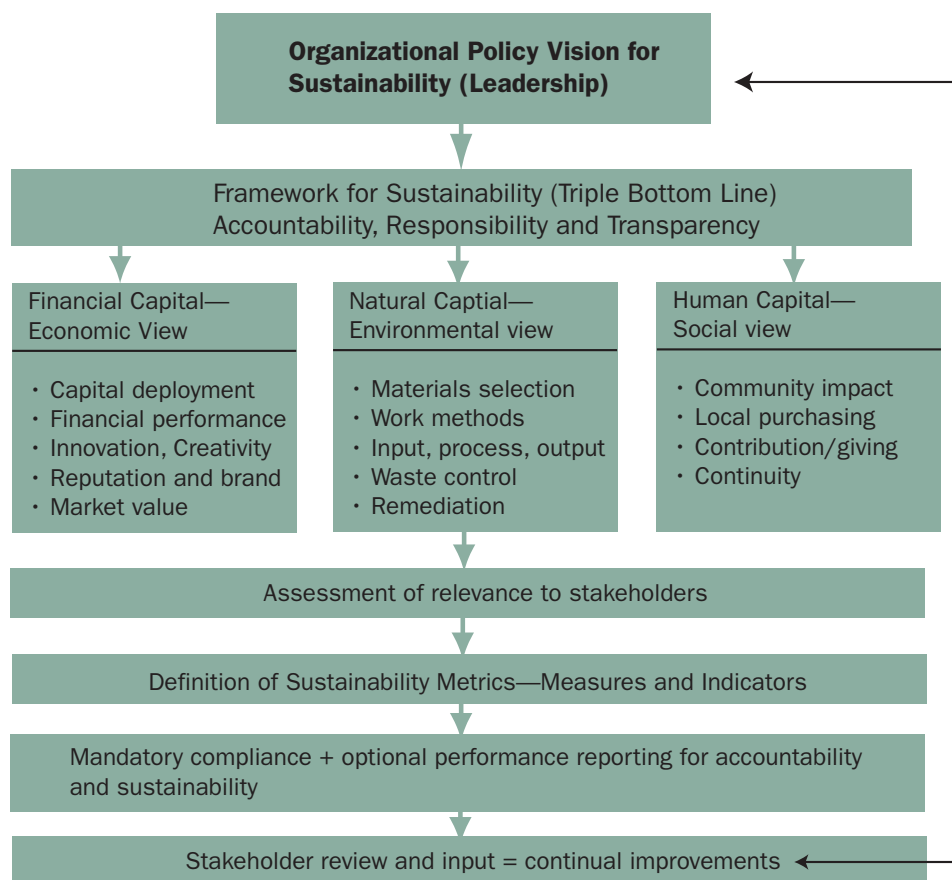 Organizational Policy Vision for
Sustainability (Leadership)
Framework for Sustainability (Triple Bottom Line)
Accountability, Responsibility and Transparency
Financial Capital—
Economic View
· Capital deployment
· Financial performance
· Innovation, Creativity
· Reputation and brand
· Market value
Natural Captial—
Environmental view
· Materials selection
· Work methods
· Input, process, output
· Waste control
· Remediation
Human Capital—
Social view
· Community impact
· Local purchasing
· Contribution/giving
· Continuity
Assessment of relevance to stakeholders
Definition of Sustainability Metrics—Measures and Indicators
Mandatory compliance + optional performance reporting for accountability
and sustainability
Stakeholder review and input = continual improvements